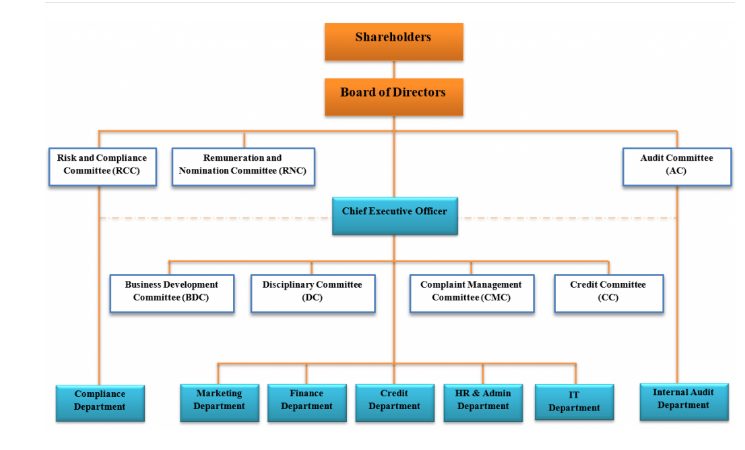 Shareholders
Board of Directors
Risk and Compliance
Committee (RCC)
Remuneration and
Nomination Committee (RNC)
Audit Committee
(AC)
Chief Executive Officer
Business Development
Committee (BDC)
Disciplinary Committee
(DC)
Complaint Management
Committee (CMC)
Credit Committee
(CC)
Compliance
Department
Marketing
Department
Finance
Department
Credit
Department
HR & Admin
Department
IT
Department
Internal Audit
Department